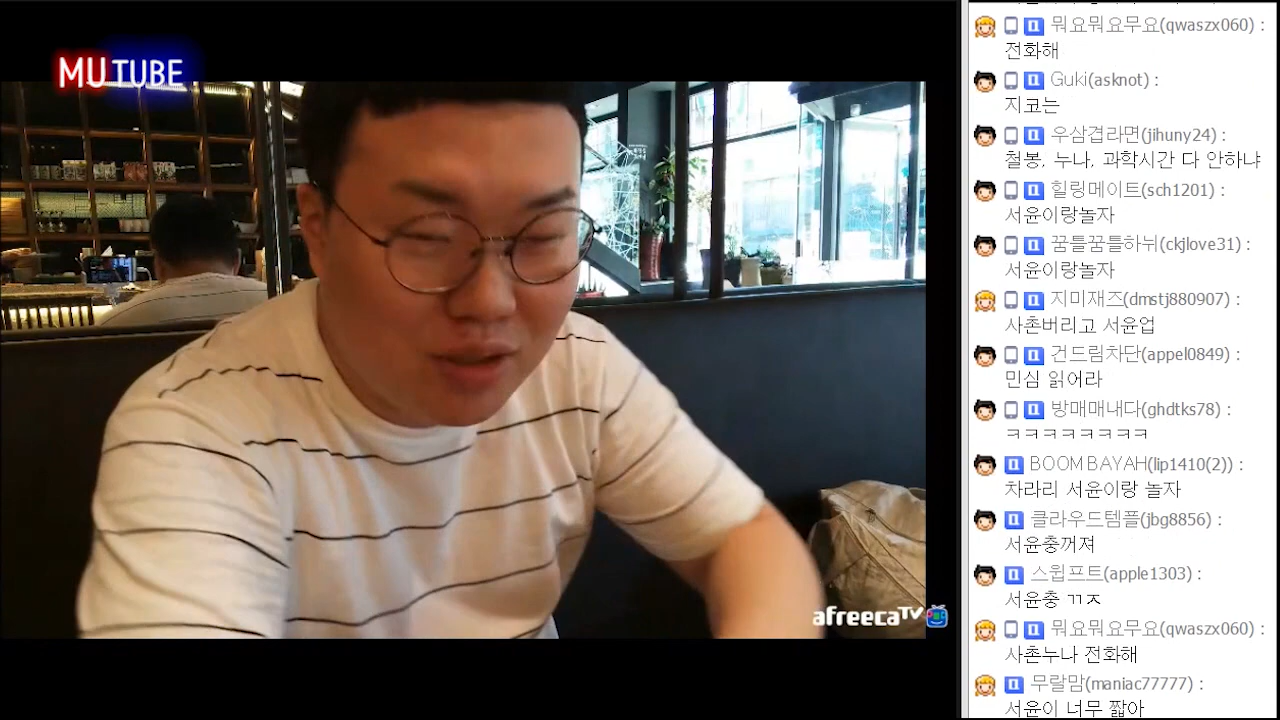 MUTUBE
afreecaTV
뭐요뭐요무요(qwaszx060) :
전화해
Guki(asknot) :
지코는
우삼겹라면(jihuny24) :
철봉, 누나, 과학시간 다 안하냐
힐링메이트(sch1201) :
서윤이랑놀자
꿈틀꿈틀하뉘(ckjlove31) :
서윤이랑놀자
지미재즈(dmstj880907) :
사촌버리고 서윤업
건드림차단(appel0849) :
민심 읽어라
방매매내다(ghdtks78) :
ㅋㅋㅋㅋㅋㅋㅋㅋ
BOOMBAYAH(lip1410(2)) :
차라리 서윤이랑 놀자
클라우드템플(jbg8856) :
서윤충꺼져
스윕프트(apple1303) :
서윤충 ㄲㅈ
뭐요뭐요무요(qwaszx060) :
사촌누나 전화해
무랄맘(maniac77777) :
서윤이 너무 짧아